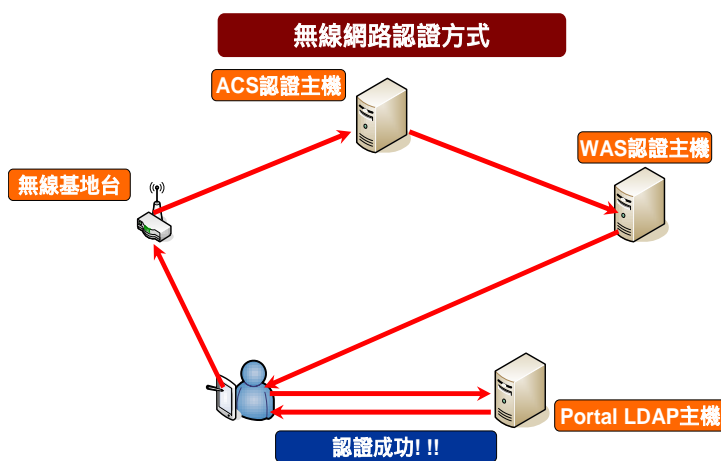 無線網路認證方式
ACS認證主機
WAS認證主機
無線基地台
Portal LDAP主機
認證成功! !!